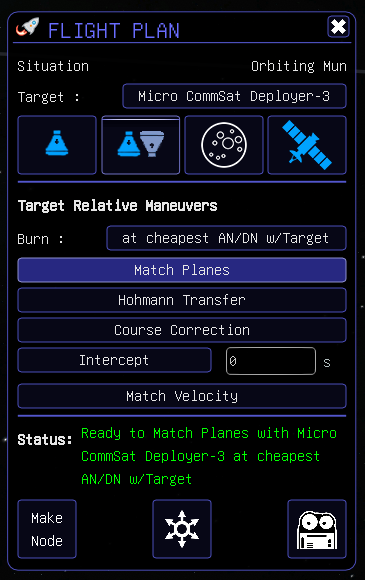 FLIGHT PLAN
Situation Orbiting Mun
Target : Micro CommSat Deployer-3
Target Relative Maneuvers
Burn : at cheapest AN/DN w/Target
Match Planes
Hohmann Transfer
Course Correction
Intercept 0 s
Match Velocity
Status: Ready to Match Planes with Micro
CommSat Deployer-3 at cheapest
AN/DN w/Target
Make
Node